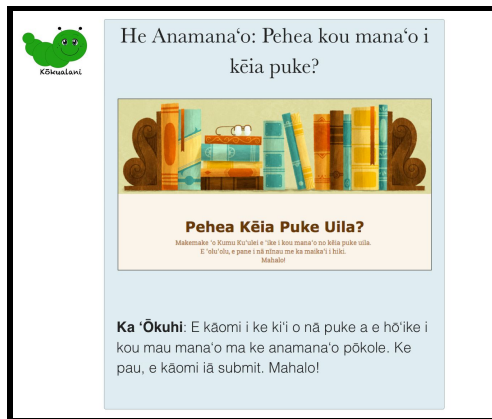 Kōkualani
He Anamanaʻo: Pehea kou manaʻo i
kēia puke?
Pehea Kēia Puke Uila?
Makemake ʻo Kumu Kuʻulei e ʻike i kou manaʻo no kēia puke uila.
E ʻoluʻolu, e pane i nā nīnau me ka maikaʻi i hiki.
Mahalo!
Ka ʻŌkuhi: E kāomi i ke kiʻi o nā puke a e hōʻike i
kou mau manaʻo ma ke anamanaʻo pōkole. Ke
pau, e kāomi iā submit. Mahalo!